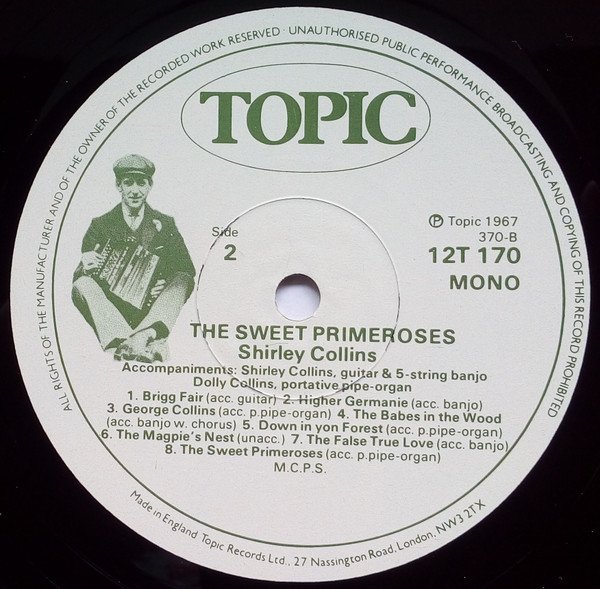 ALL RIGHTS OF THE MANUFACTURER AND OF THE OWNER OF THE RECORDED WORK RESERVED · UNAUTHORISED PUBLIC PERFORMANCE BROADCASTING AND COPYING OF THIS RECORD PROHIBITED
TOPIC
Side
2
℗ Topic 1967
370-B
12T 170
MONO
THE SWEET PRIMEROSES
Shirley Collins
Accompaniments: Shirley Collins, guitar & 5-string banjo
Dolly Collins, portative pipe-organ
1. Brigg Fair (acc. guitar) 2. Higher Germanie (acc. banjo)
3. George Collins (acc. p.pipe-organ) 4. The Babes in the Wood
(acc. banjo w. chorus) 5. Down in yon Forest (acc. p.pipe-organ)
6. The Magpie's Nest (unacc.) 7. The False True Love (acc. banjo)
8. The Sweet Primeroses (acc. p.pipe-organ)
M.C.P.S.
Made in England Topic Records Ltd., 27 Nassington Road, London, NW3 2TX